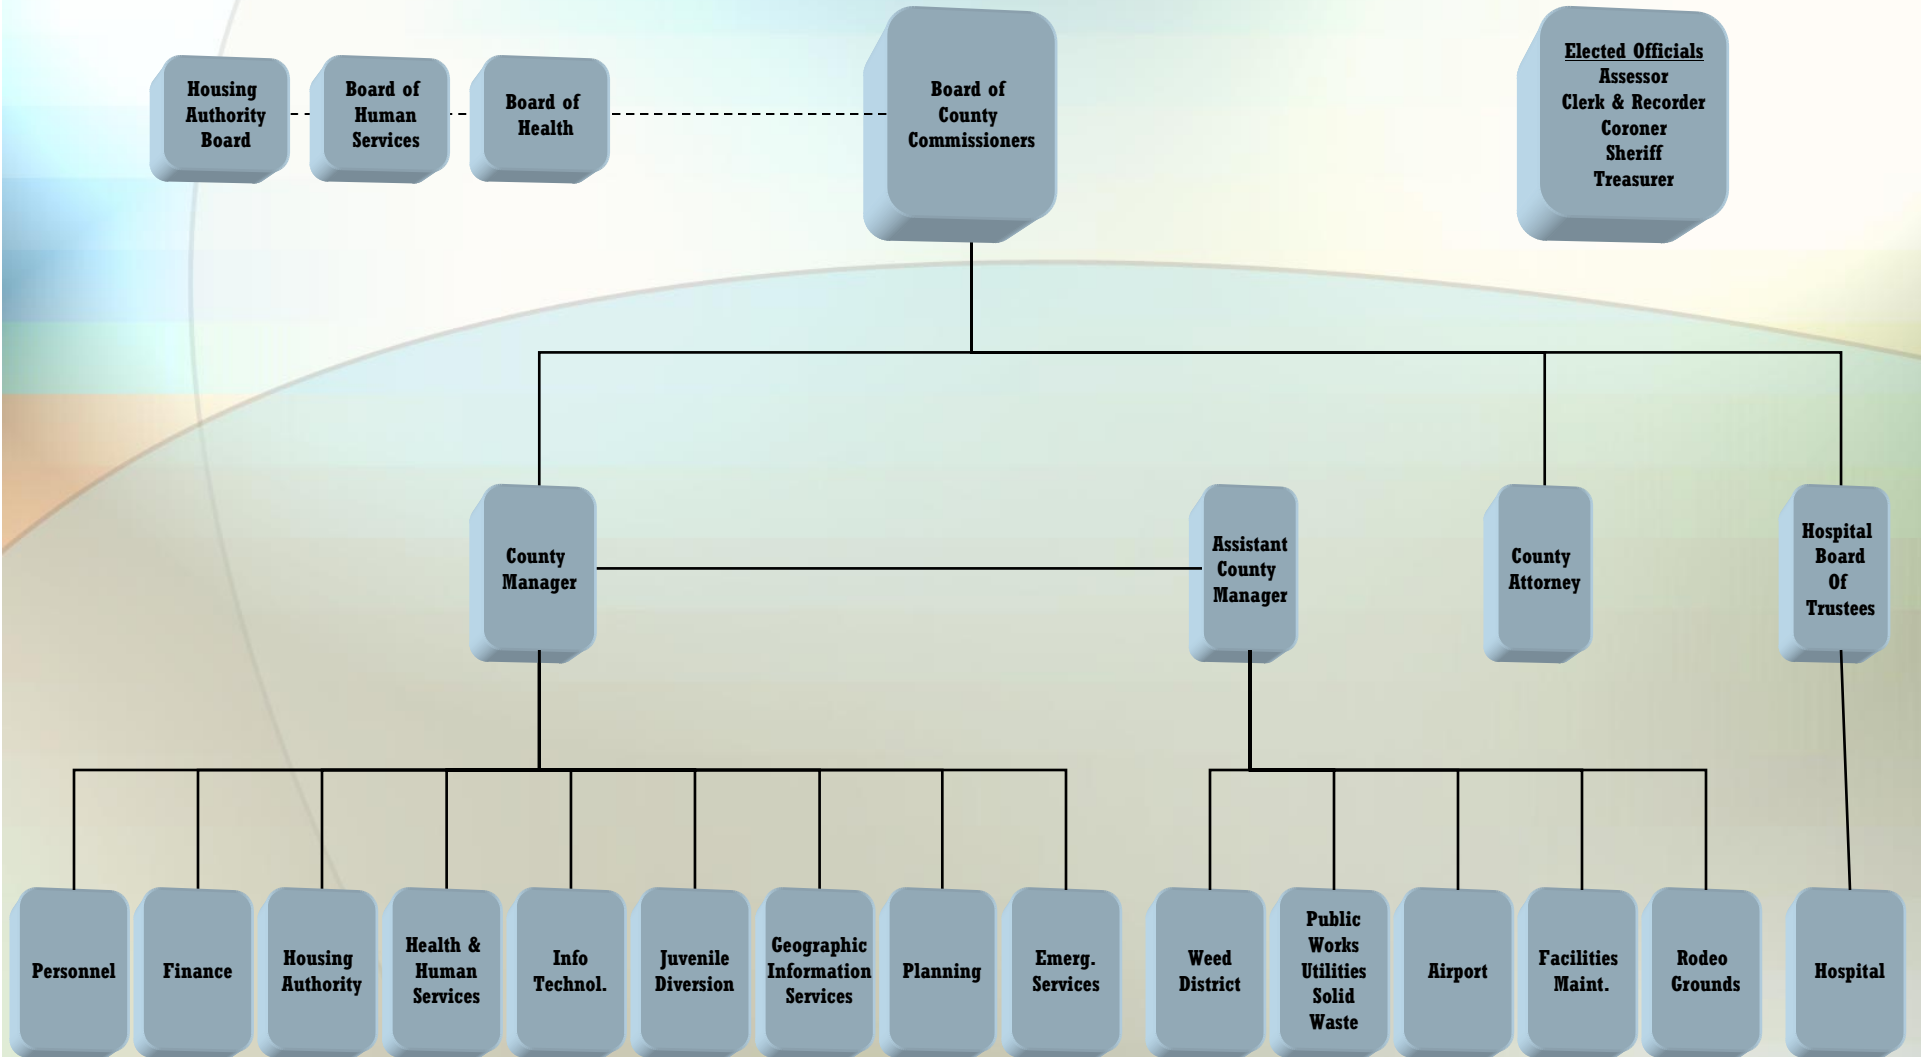 Housing
Authority
Board
Board of
Human
Services
Board of
Health
Board of
County
Commissioners
Elected Officials
Assessor
Clerk & Recorder
Coroner
Sheriff
Treasurer
County
Manager
Assistant
County
Manager
County
Attorney
Hospital
Board
Of
Trustees
Personnel
Finance
Housing
Authority
Health &
Human
Services
Info
Technol.
Juvenile
Diversion
Geographic
Information
Services
Planning
Emerg.
Services
Weed
District
Public
Works
Utilities
Solid
Waste
Airport
Facilities
Maint.
Rodeo
Grounds
Hospital